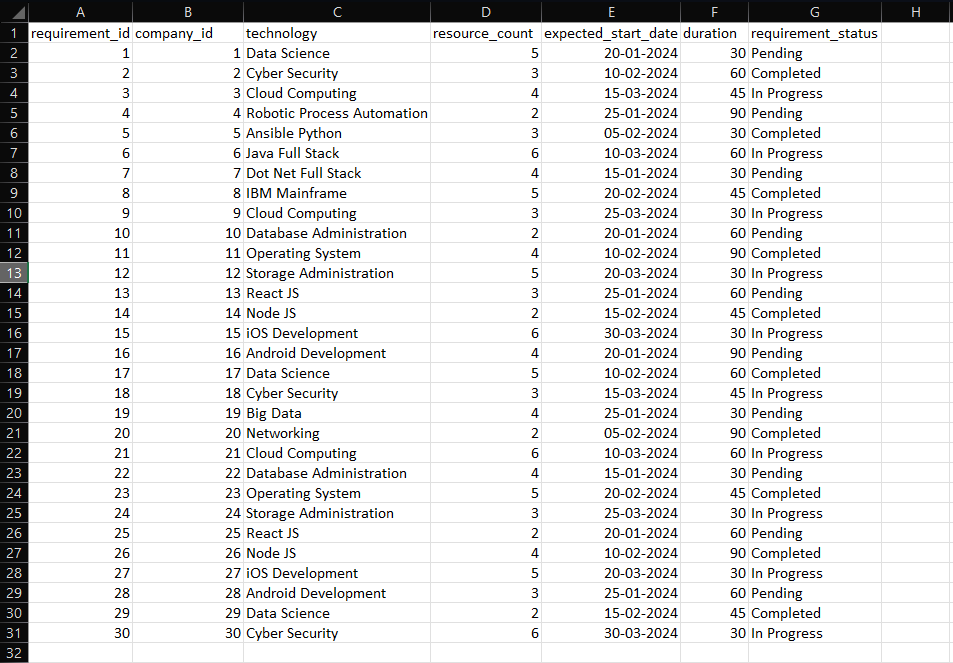 A B C D E F G H
1 requirement_id company_id technology resource_count expected_start_date duration requirement_status
2 1 1 Data Science 5 20-01-2024 30 Pending
3 2 2 Cyber Security 3 10-02-2024 60 Completed
4 3 3 Cloud Computing 4 15-03-2024 45 In Progress
5 4 4 Robotic Process Automation 2 25-01-2024 90 Pending
6 5 5 Ansible Python 3 05-02-2024 30 Completed
7 6 6 Java Full Stack 6 10-03-2024 60 In Progress
8 7 7 Dot Net Full Stack 4 15-01-2024 30 Pending
9 8 8 IBM Mainframe 5 20-02-2024 45 Completed
10 9 9 Cloud Computing 3 25-03-2024 30 In Progress
11 10 10 Database Administration 2 20-01-2024 60 Pending
12 11 11 Operating System 4 10-02-2024 90 Completed
13 12 12 Storage Administration 5 20-03-2024 30 In Progress
14 13 13 React JS 3 25-01-2024 60 Pending
15 14 14 Node JS 2 15-02-2024 45 Completed
16 15 15 iOS Development 6 30-03-2024 30 In Progress
17 16 16 Android Development 4 20-01-2024 90 Pending
18 17 17 Data Science 5 10-02-2024 60 Completed
19 18 18 Cyber Security 3 15-03-2024 45 In Progress
20 19 19 Big Data 4 25-01-2024 30 Pending
21 20 20 Networking 2 05-02-2024 90 Completed
22 21 21 Cloud Computing 6 10-03-2024 60 In Progress
23 22 22 Database Administration 4 15-01-2024 30 Pending
24 23 23 Operating System 5 20-02-2024 45 Completed
25 24 24 Storage Administration 3 25-03-2024 30 In Progress
26 25 25 React JS 2 20-01-2024 60 Pending
27 26 26 Node JS 4 10-02-2024 90 Completed
28 27 27 iOS Development 5 20-03-2024 30 In Progress
29 28 28 Android Development 3 25-01-2024 60 Pending
30 29 29 Data Science 2 15-02-2024 45 Completed
31 30 30 Cyber Security 6 30-03-2024 30 In Progress
32